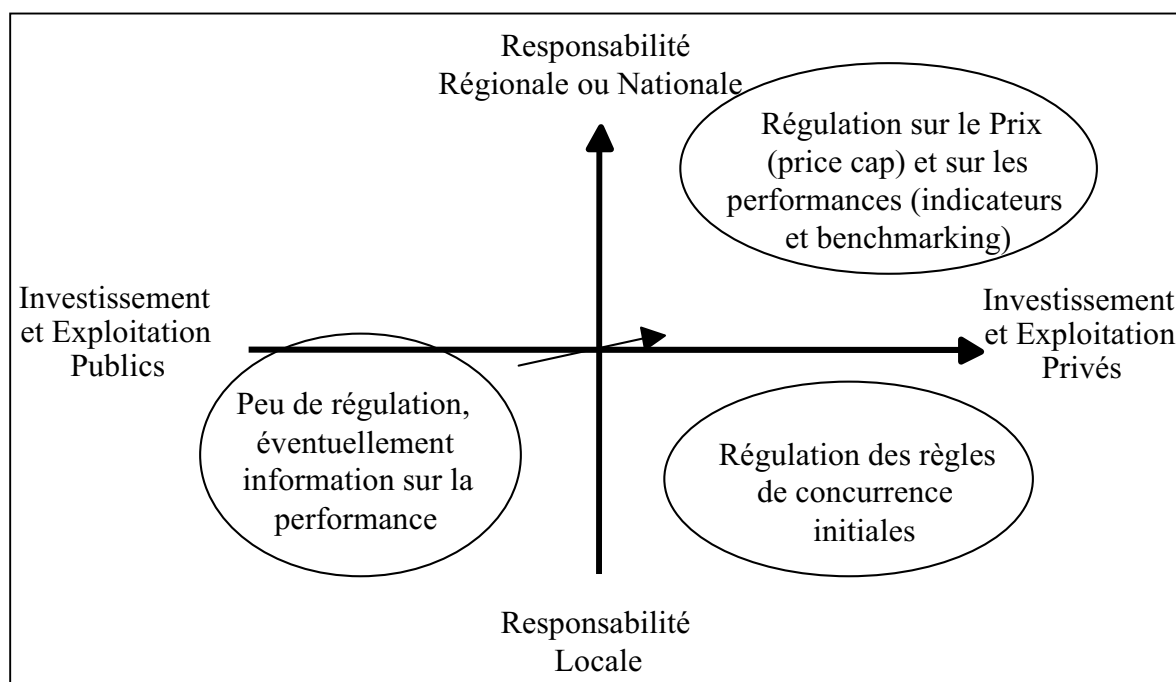 Responsabilité
Régionale ou Nationale
Régulation sur le Prix
(price cap) et sur les
performances (indicateurs
et benchmarking)
Investissement
et Exploitation
Publics
Investissement
et Exploitation
Privés
Peu de régulation,
éventuellement
information sur la
performance
Régulation des règles
de concurrence
initiales
Responsabilité
Locale